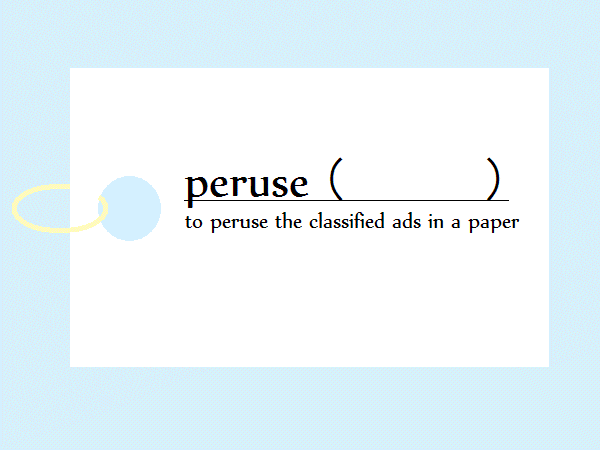 peruse (               )
to peruse the classified ads in a paper